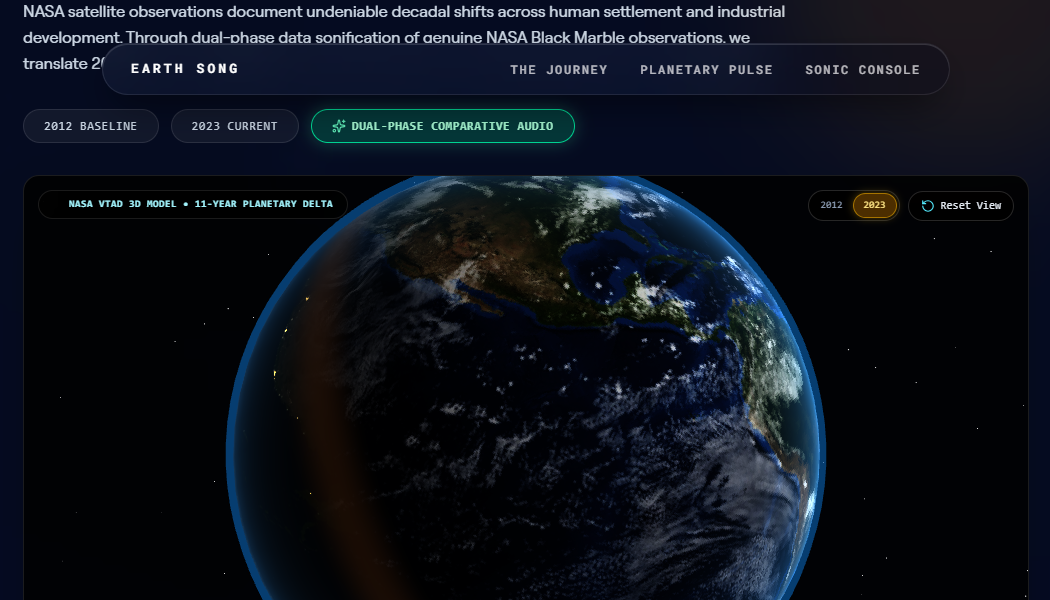 NASA satellite observations document undeniable decadal shifts across human settlement and industrial
development. Through dual-phase data sonification of genuine NASA Black Marble observations, we
translate
EARTH SONG
THE JOURNEY
PLANETARY PULSE
SONIC CONSOLE
2012 BASELINE
2023 CURRENT
DUAL-PHASE COMPARATIVE AUDIO
NASA VTAD 3D MODEL • 11-YEAR PLANETARY DELTA
2012
2023
Reset View